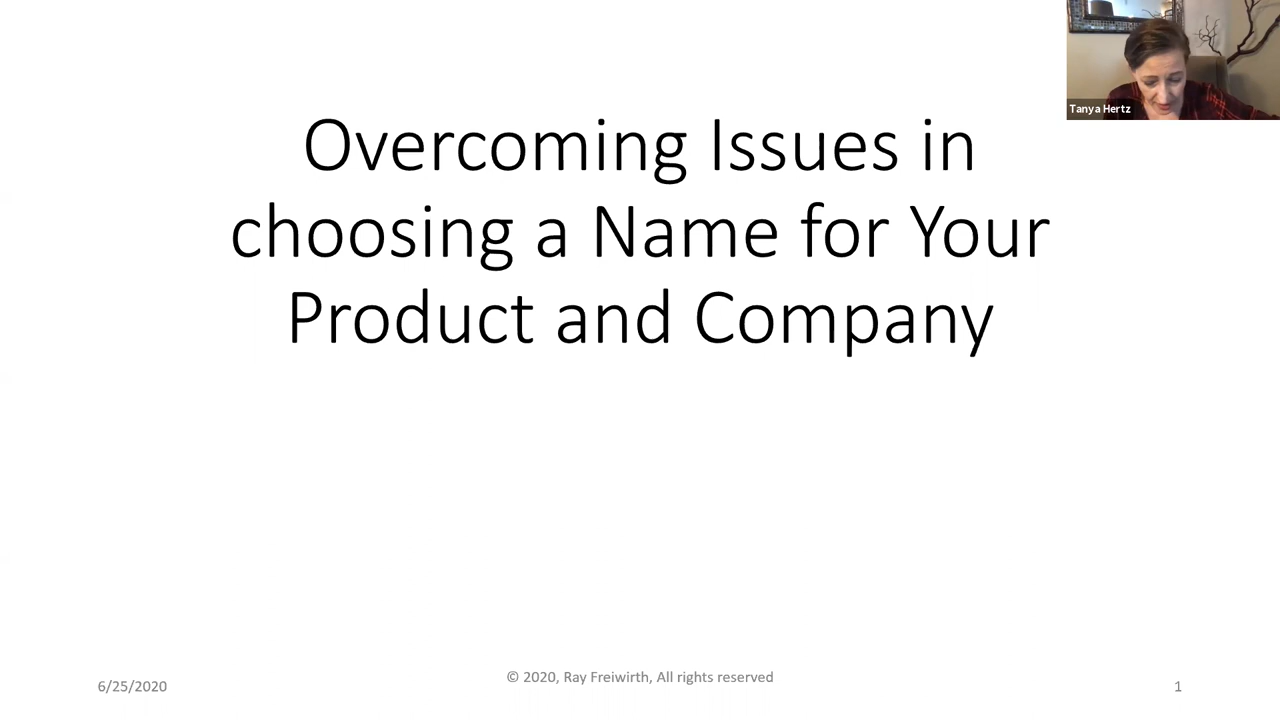 Tanya Hertz
Overcoming Issues in
choosing a Name for Your
Product and Company
6/25/2020
© 2020, Ray Freiwirth, All rights reserved
1